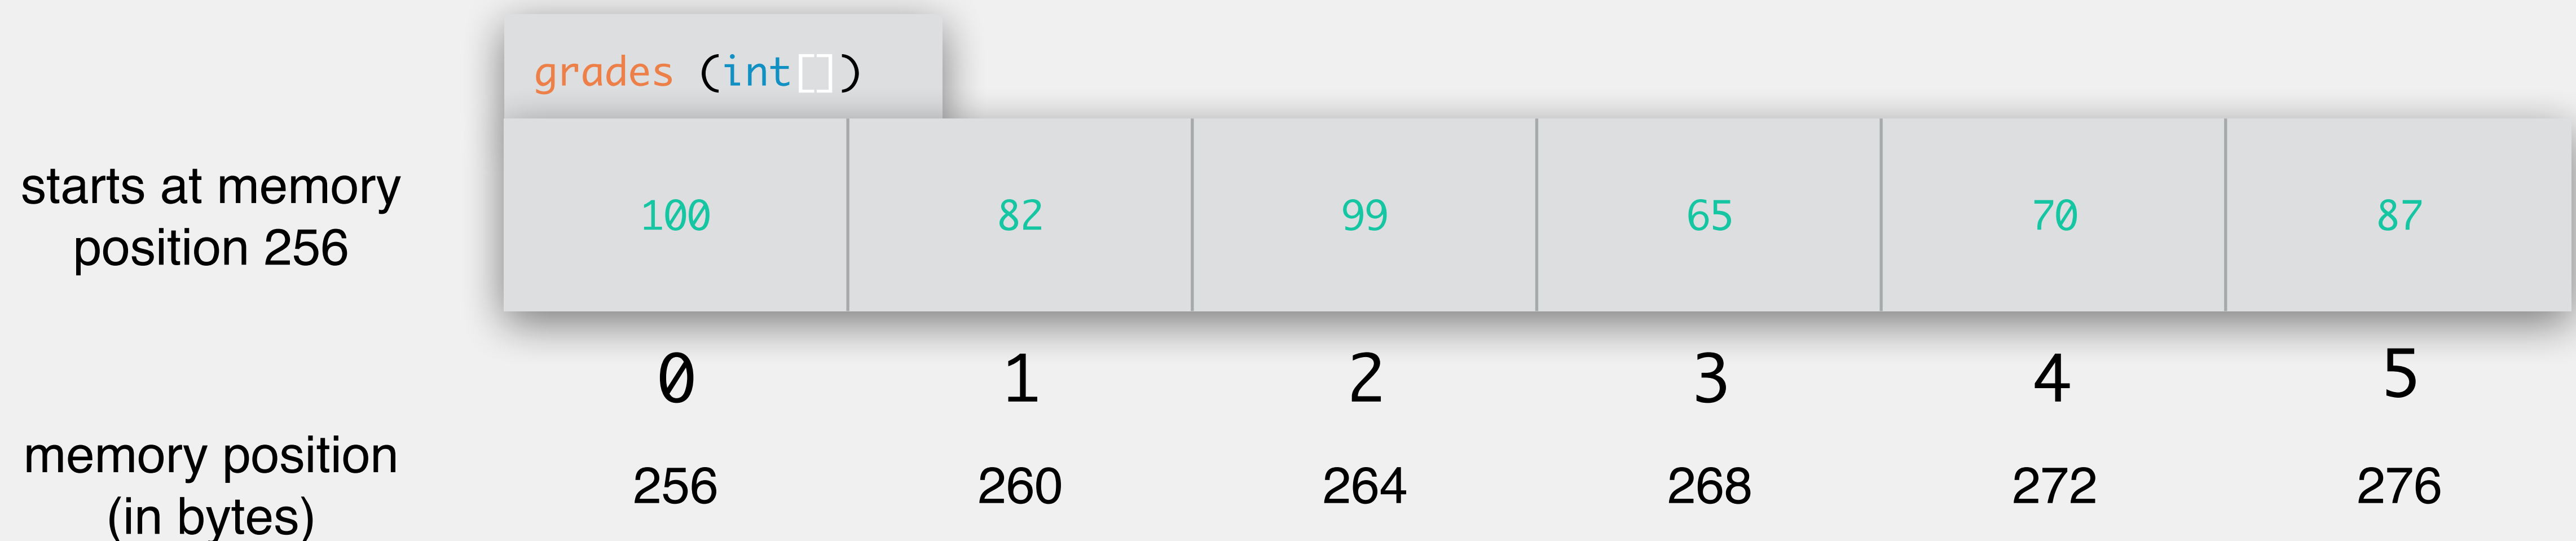 grades (int[])
starts at memory
position 256
100 82 99 65 70 87
0 1 2 3 4 5
memory position
(in bytes)
256 260 264 268 272 276